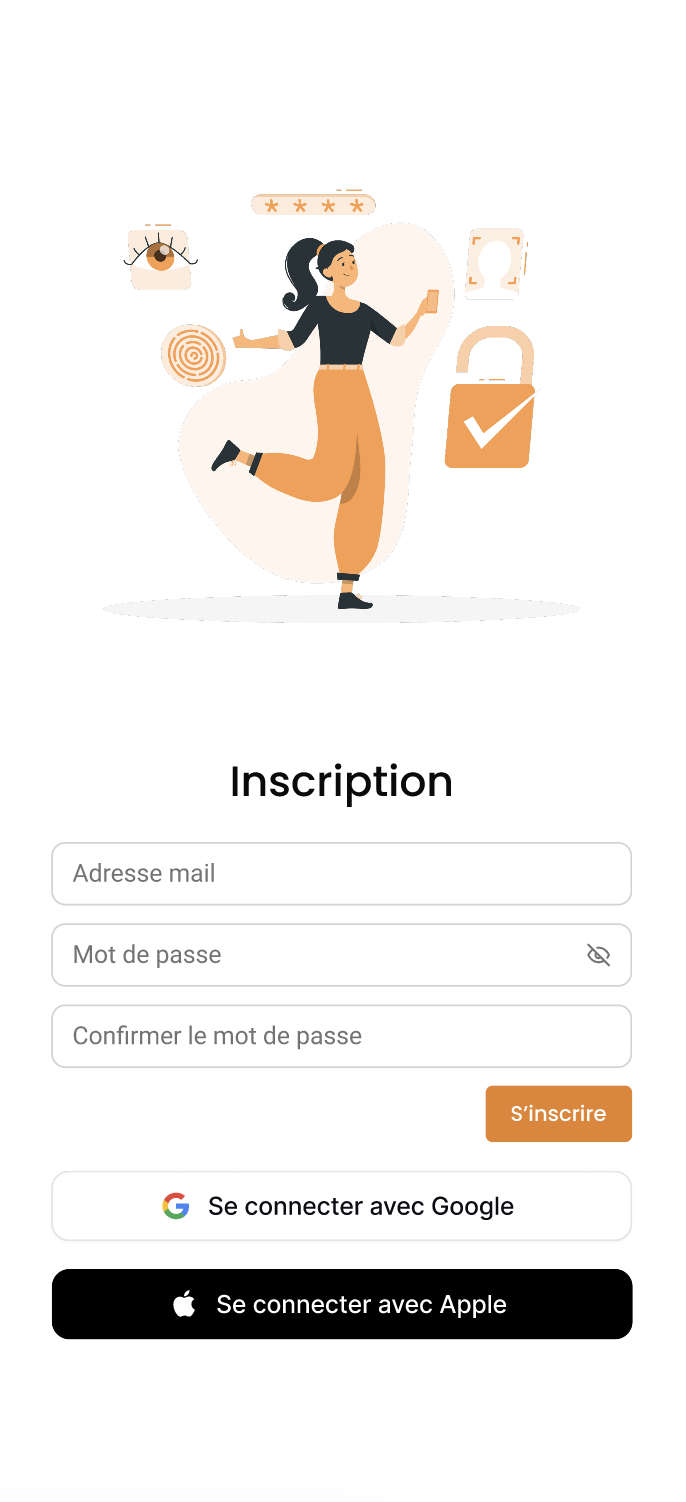 * * * *
Inscription
Adresse mail
Mot de passe
Confirmer le mot de passe
S’inscrire
Se connecter avec Google
Se connecter avec Apple